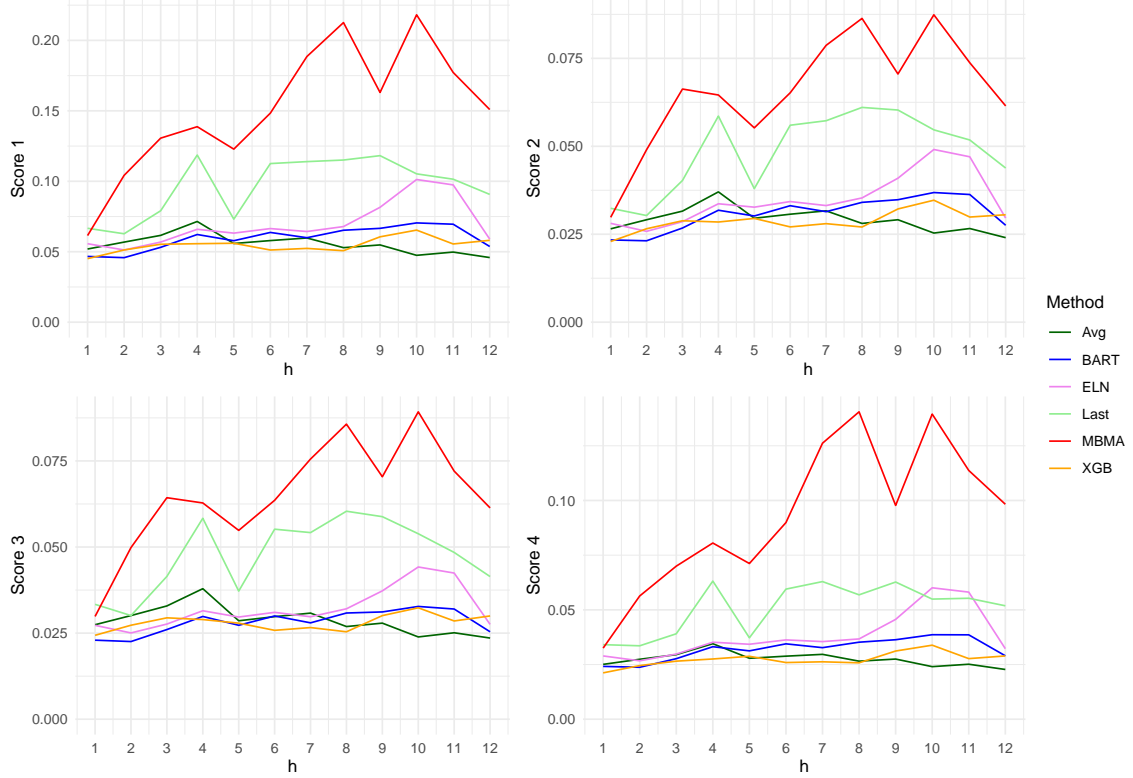 Score 1
0.20
0.15
0.10
0.05
0.00
1 2 3 4 5 6 7 8 9 10 11 12
h
Score 2
0.075
0.050
0.025
0.000
1 2 3 4 5 6 7 8 9 10 11 12
h
Score 3
0.075
0.050
0.025
0.000
1 2 3 4 5 6 7 8 9 10 11 12
h
Score 4
0.10
0.05
0.00
1 2 3 4 5 6 7 8 9 10 11 12
h
Method
Avg
BART
ELN
Last
MBMA
XGB